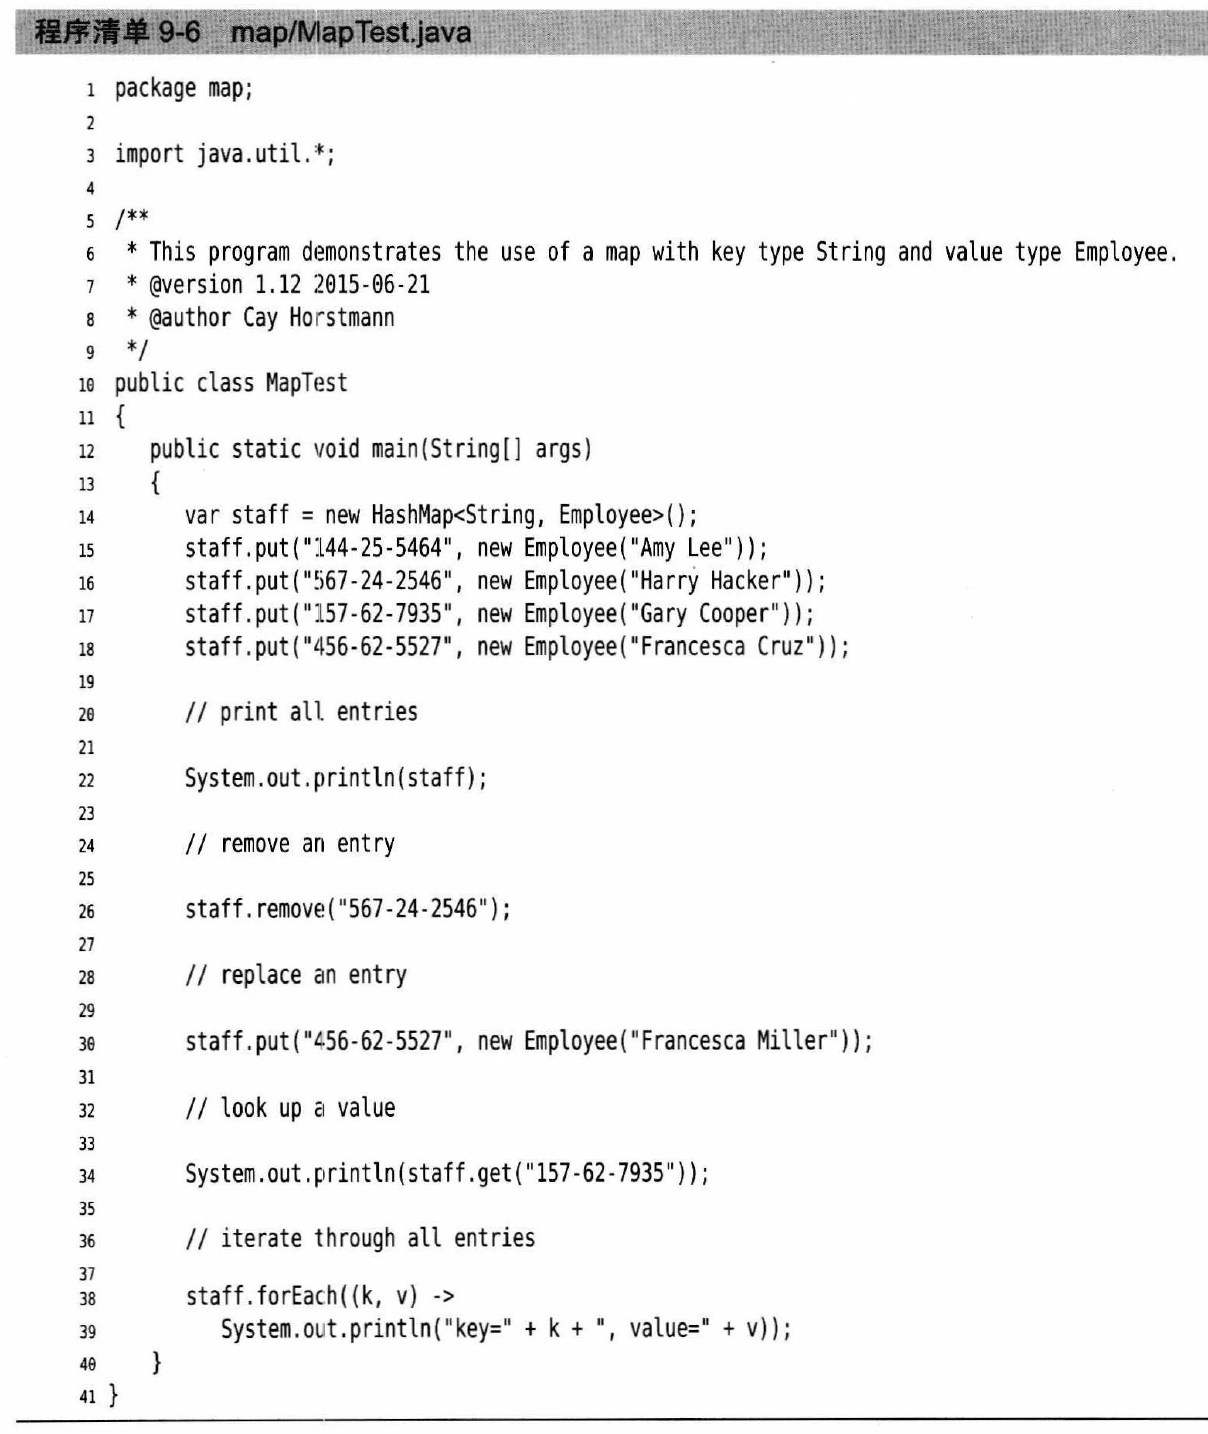 程序清单 9-6 map/MapTest.java
1 package map;
2
3 import java.util.*;
4
5 /**
6 * This program demonstrates the use of a map with key type String and value type Employee.
7 * @version 1.12 2015-06-21
8 * @author Cay Horstmann
9 */
10 public class MapTest
11 {
12 public static void main(String[] args)
13 {
14 var staff = new HashMap<String, Employee>();
15 staff.put("144-25-5464", new Employee("Amy Lee"));
16 staff.put("567-24-2546", new Employee("Harry Hacker"));
17 staff.put("157-62-7935", new Employee("Gary Cooper"));
18 staff.put("456-62-5527", new Employee("Francesca Cruz"));
19
20 // print all entries
21
22 System.out.println(staff);
23
24 // remove an entry
25
26 staff.remove("567-24-2546");
27
28 // replace an entry
29
30 staff.put("456-62-5527", new Employee("Francesca Miller"));
31
32 // look up a value
33
34 System.out.println(staff.get("157-62-7935"));
35
36 // iterate through all entries
37
38 staff.forEach((k, v) ->
39 System.out.println("key=" + k + ", value=" + v));
40 }
41 }